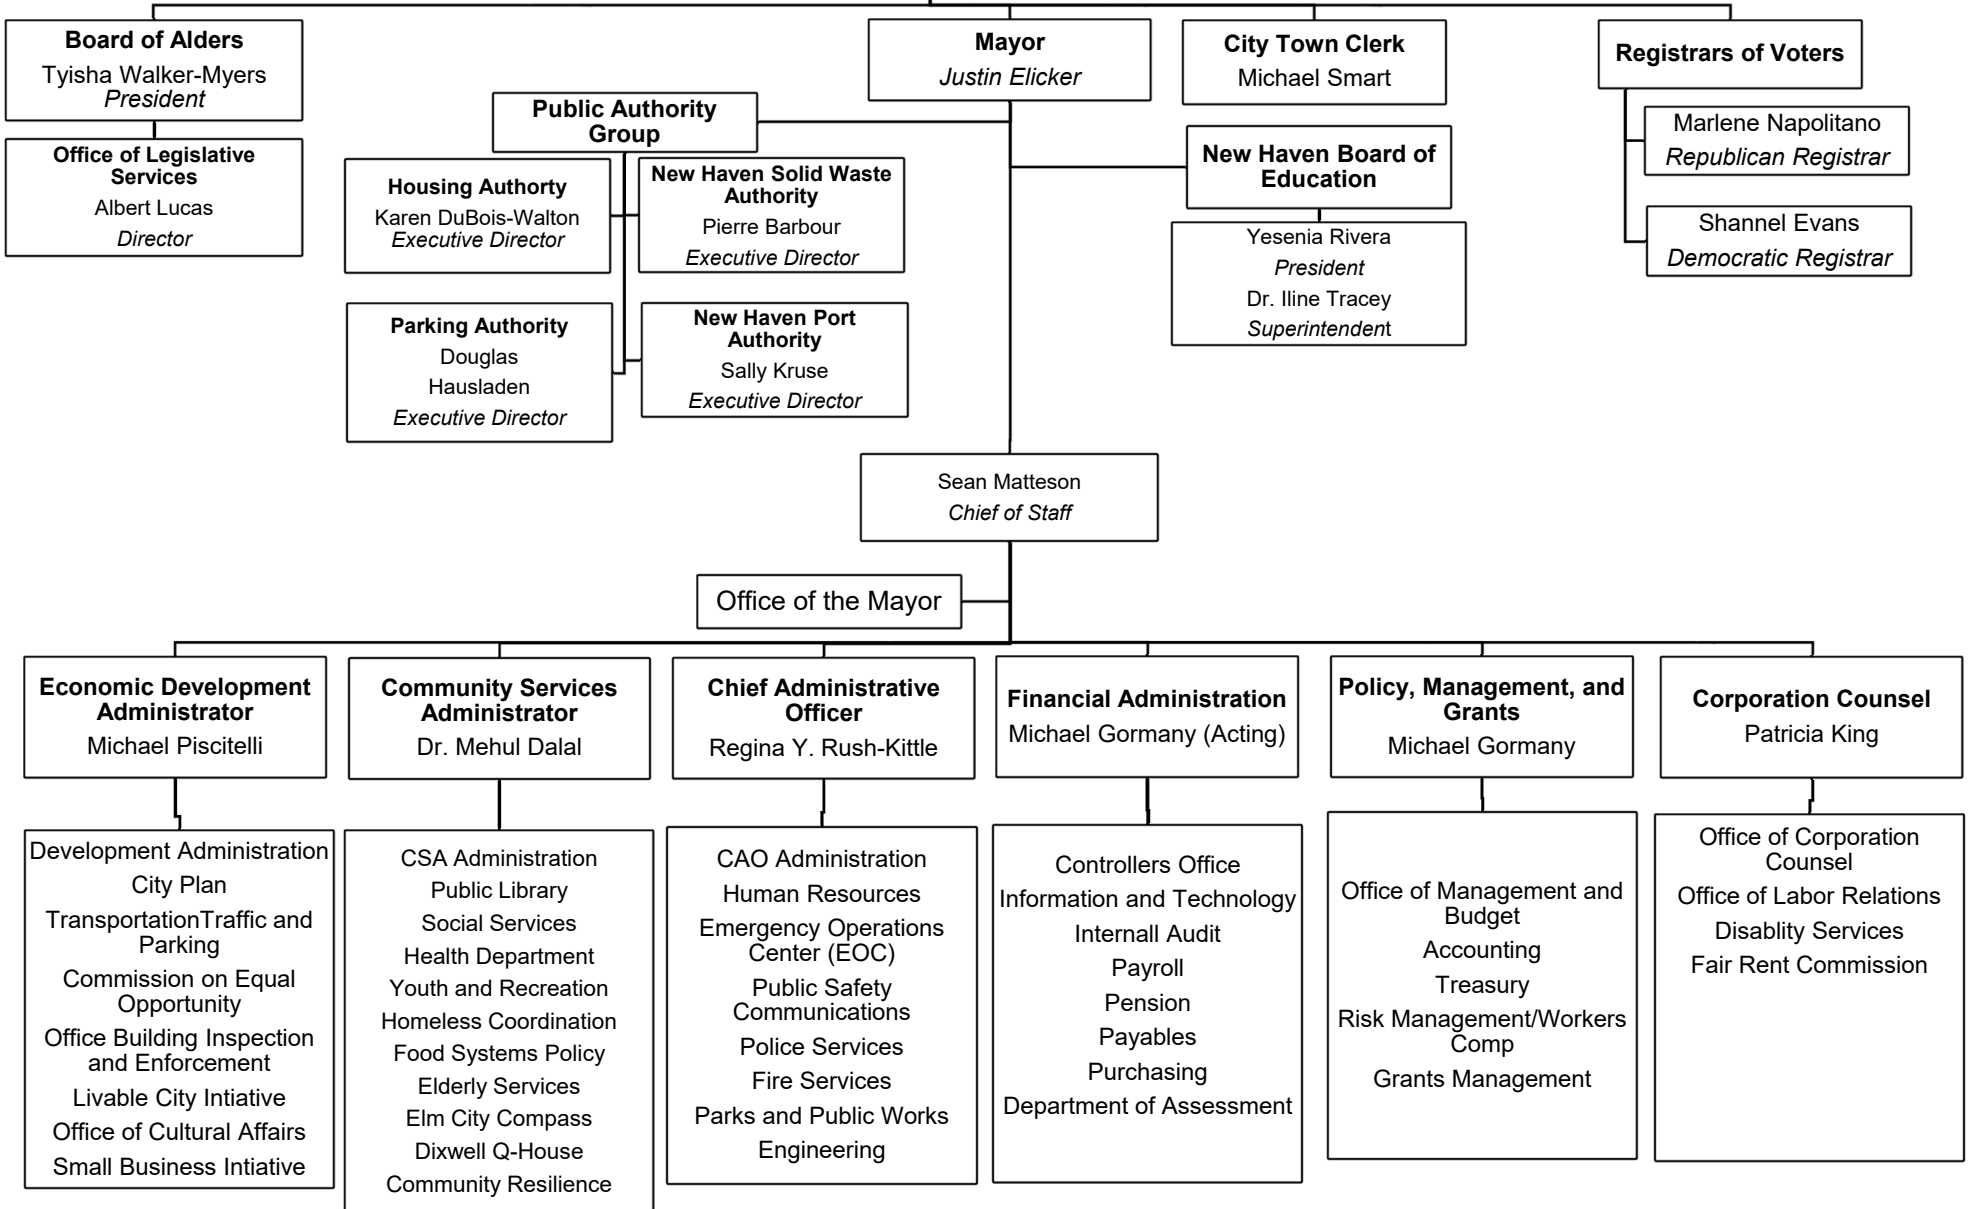 Board of Alders
Tyisha Walker-Myers
President
Office of Legislative
Services
Albert Lucas
Director
Mayor
Justin Elicker
City Town Clerk
Michael Smart
Registrars of Voters
Marlene Napolitano
Republican Registrar
Shannel Evans
Democratic Registrar
Public Authority
Group
Housing Authorty
Karen DuBois-Walton
Executive Director
New Haven Solid Waste
Authority
Pierre Barbour
Executive Director
Parking Authority
Douglas
Hausladen
Executive Director
New Haven Port
Authority
Sally Kruse
Executive Director
New Haven Board of
Education
Yesenia Rivera
President
Dr. Iline Tracey
Superintendent
Sean Matteson
Chief of Staff
Office of the Mayor
Economic Development
Administrator
Michael Piscitelli
Development Administration
City Plan
TransportationTraffic and
Parking
Commission on Equal
Opportunity
Office Building Inspection
and Enforcement
Livable City Intiative
Office of Cultural Affairs
Small Business Intiative
Community Services
Administrator
Dr. Mehul Dalal
CSA Administration
Public Library
Social Services
Health Department
Youth and Recreation
Homeless Coordination
Food Systems Policy
Elderly Services
Elm City Compass
Dixwell Q-House
Community Resilience
Chief Administrative
Officer
Regina Y. Rush-Kittle
CAO Administration
Human Resources
Emergency Operations
Center (EOC)
Public Safety
Communications
Police Services
Fire Services
Parks and Public Works
Engineering
Financial Administration
Michael Gormany (Acting)
Controllers Office
Information and Technology
Internall Audit
Payroll
Pension
Payables
Purchasing
Department of Assessment
Policy, Management, and
Grants
Michael Gormany
Office of Management and
Budget
Accounting
Treasury
Risk Management/Workers
Comp
Grants Management
Corporation Counsel
Patricia King
Office of Corporation
Counsel
Office of Labor Relations
Disablity Services
Fair Rent Commission